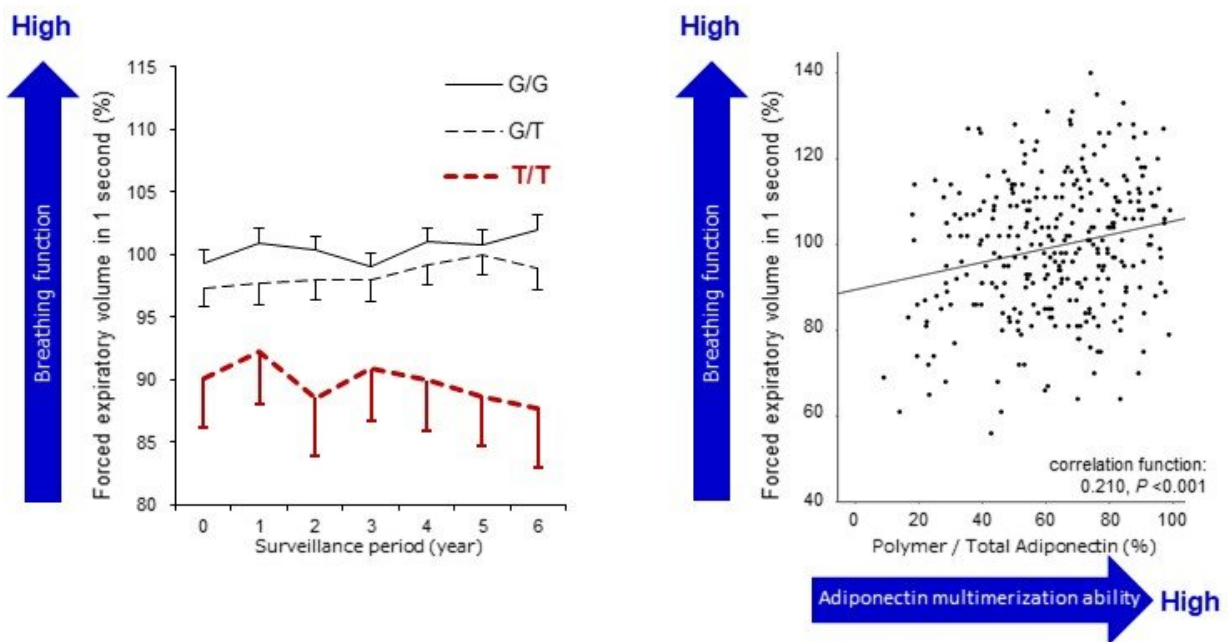 High
Breathing function
Forced expiratory volume in 1 second (%)
115
110
105
100
95
90
85
80
G/G
G/T
T/T
0 1 2 3 4 5 6
Surveillance period (year)
High
Breathing function
Forced expiratory volume in 1 second (%)
140
120
100
80
60
40
correlation function:
0.210, P <0.001
0 20 40 60 80 100
Polymer / Total Adiponectin (%)
Adiponectin multimerization ability High